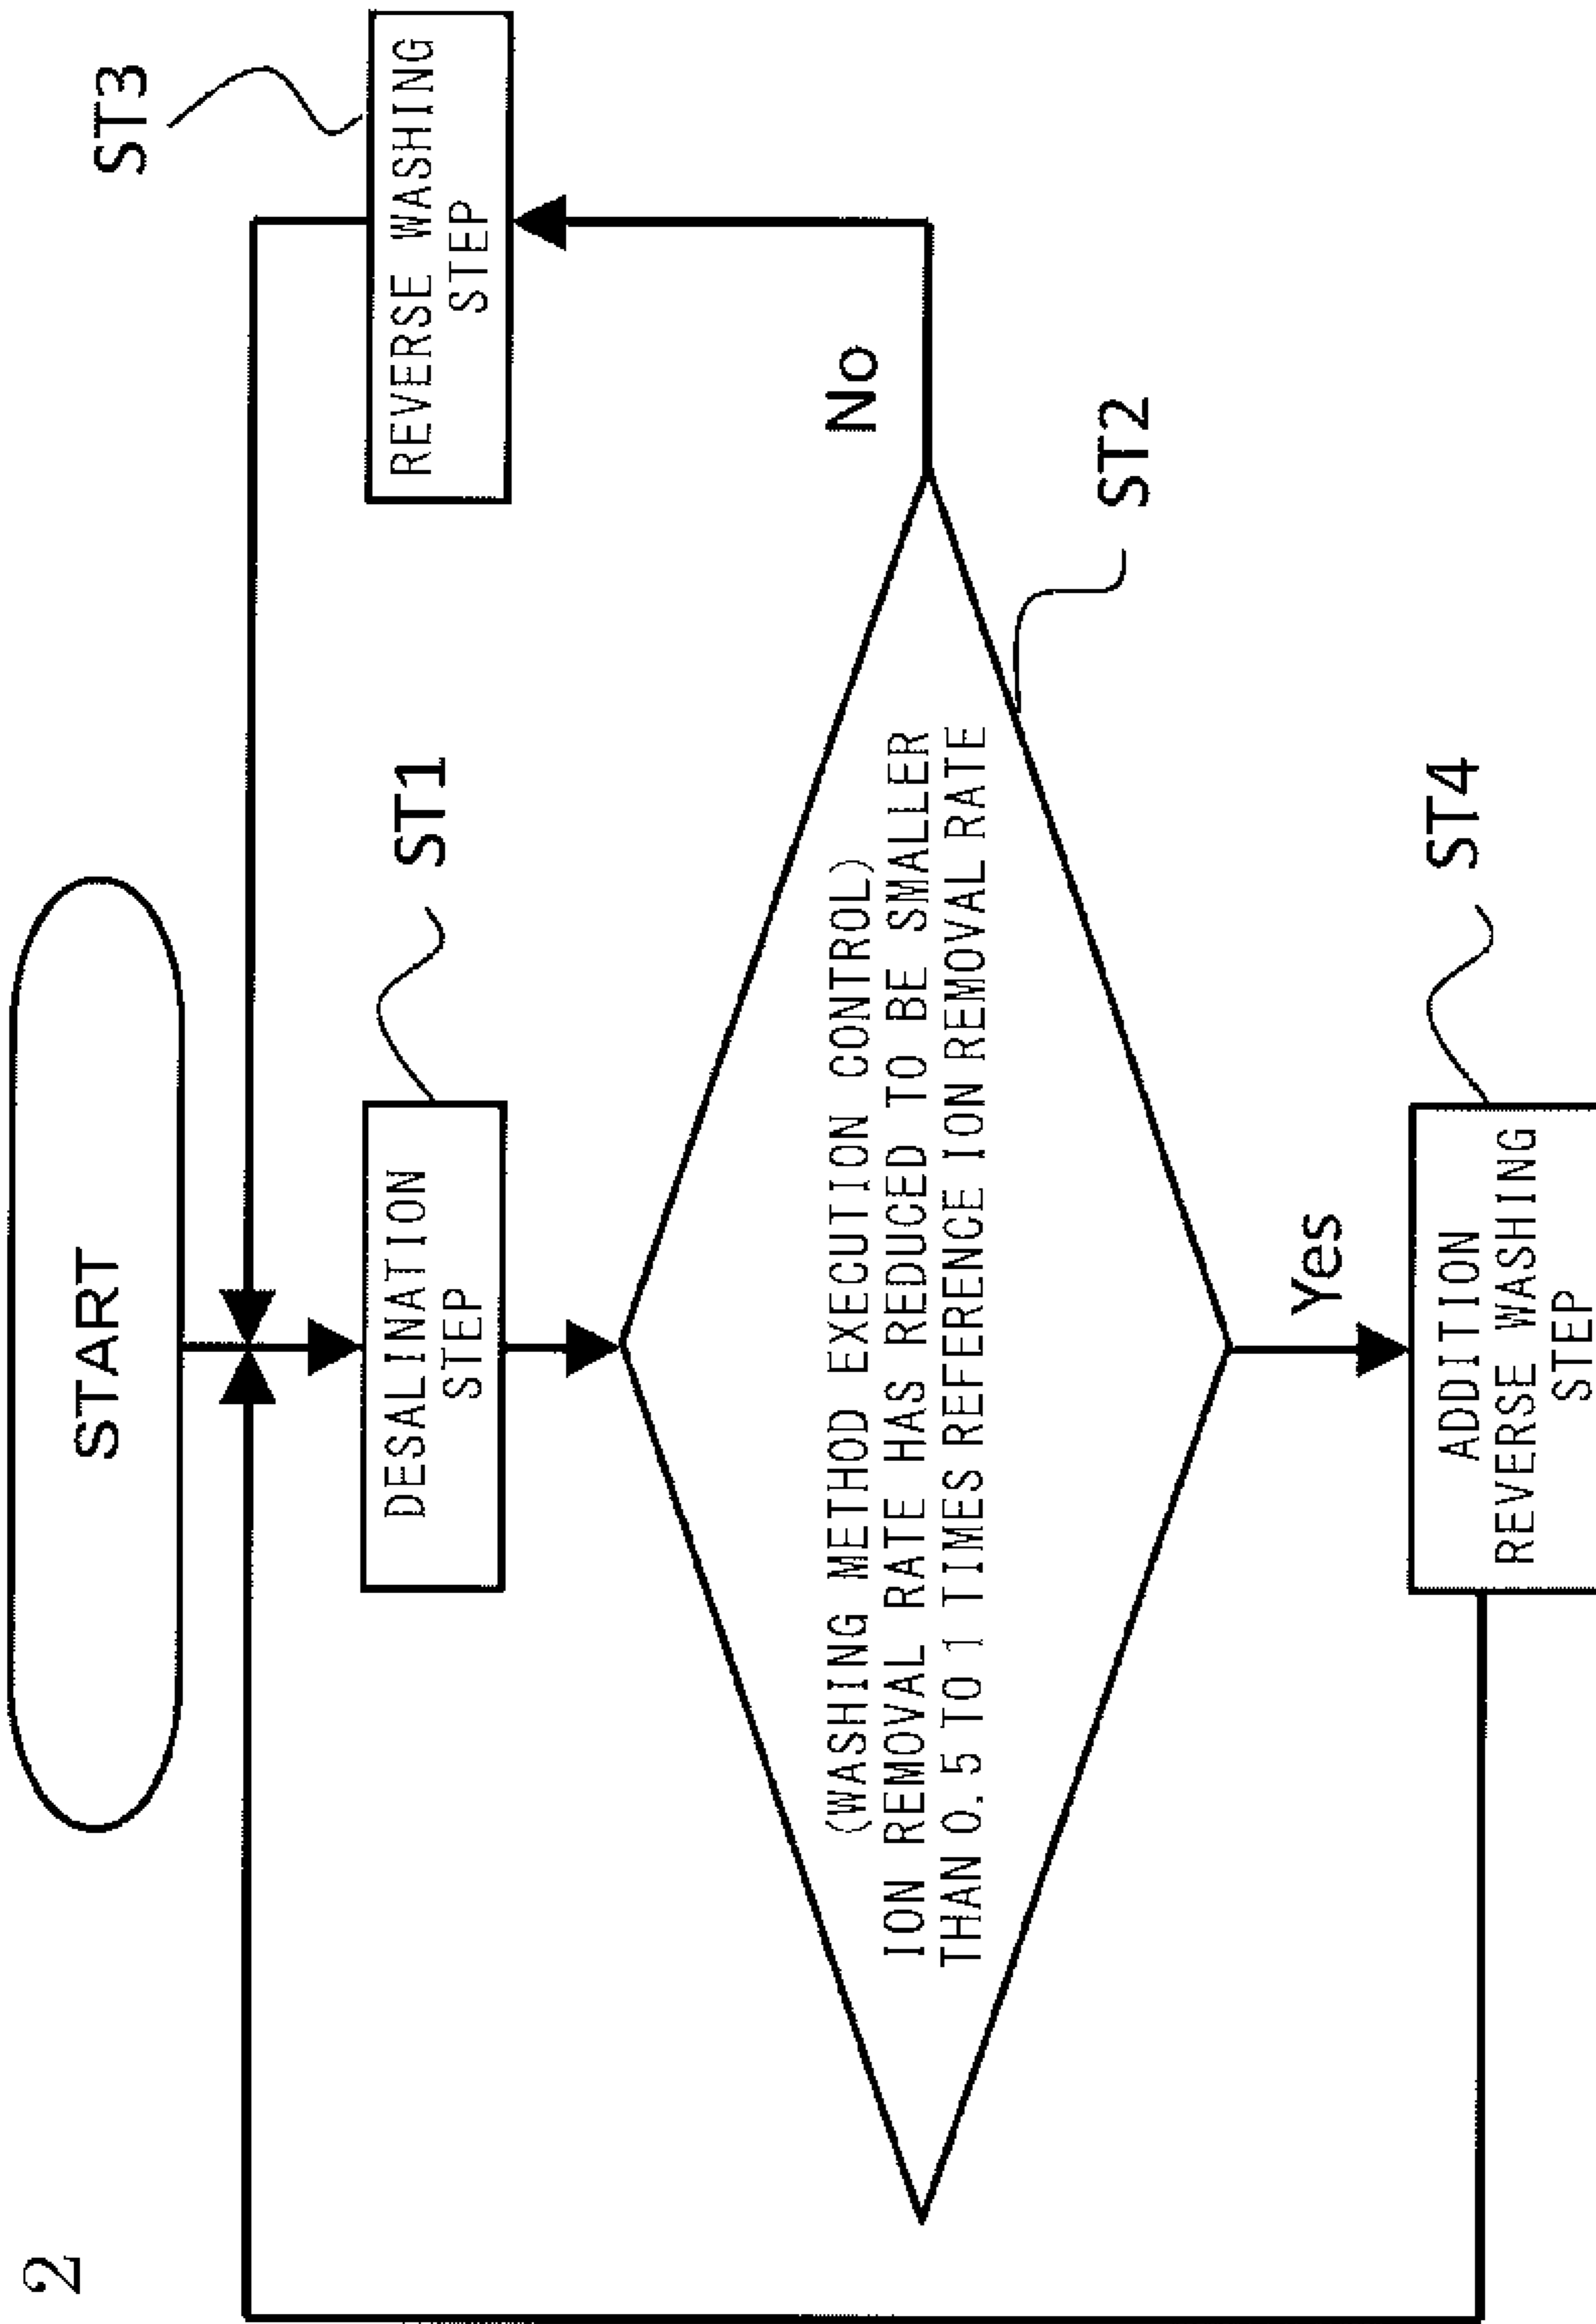 2
START
DESALINATION
STEP
ST1
ST3
REVERSE WASHING
STEP
(WASHING METHOD EXECUTION CONTROL)
ION REMOVAL RATE HAS REDUCED TO BE SMALLER
THAN 0.5 TO 1 TIMES REFERENCE ION REMOVAL RATE
No
ST2
Yes
ADDITION
REVERSE WASHING
STEP
ST4